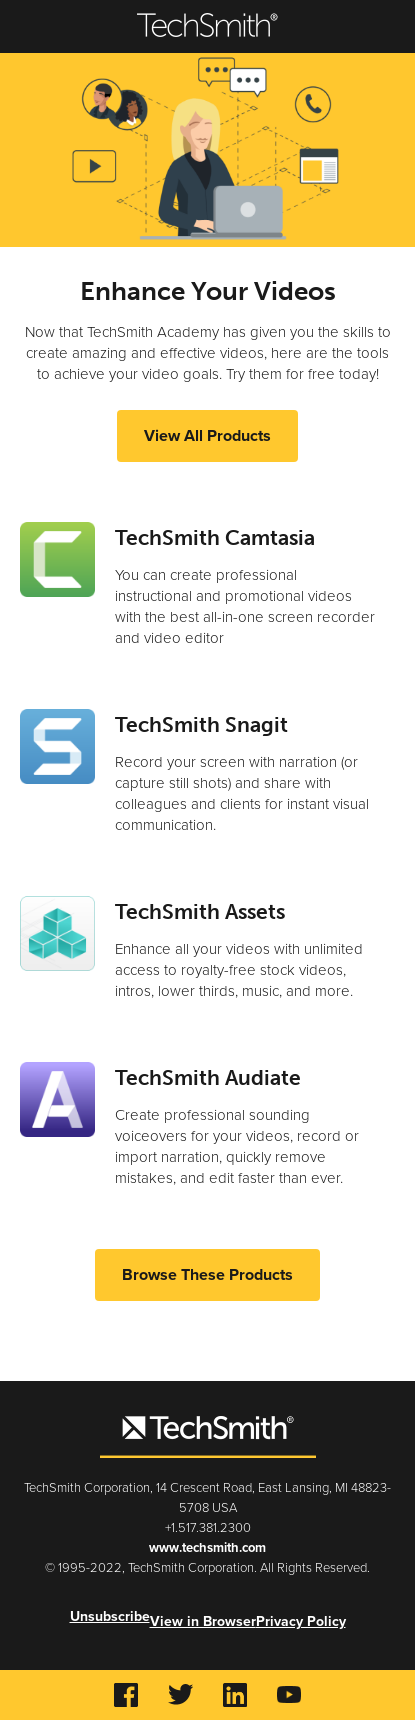 TechSmith®
Enhance Your Videos
Now that TechSmith Academy has given you the skills to
create amazing and effective videos, here are the tools
to achieve your video goals. Try them for free today!
View All Products
TechSmith Camtasia
You can create professional
instructional and promotional videos
with the best all-in-one screen recorder
and video editor
TechSmith Snagit
Record your screen with narration (or
capture still shots) and share with
colleagues and clients for instant visual
communication.
TechSmith Assets
Enhance all your videos with unlimited
access to royalty-free stock videos,
intros, lower thirds, music, and more.
TechSmith Audiate
Create professional sounding
voiceovers for your videos, record or
import narration, quickly remove
mistakes, and edit faster than ever.
Browse These Products
TechSmith®
TechSmith Corporation, 14 Crescent Road, East Lansing, MI 48823-
5708 USA
+1.517.381.2300
www.techsmith.com
© 1995-2022, TechSmith Corporation. All Rights Reserved.
Unsubscribe View in Browser Privacy Policy